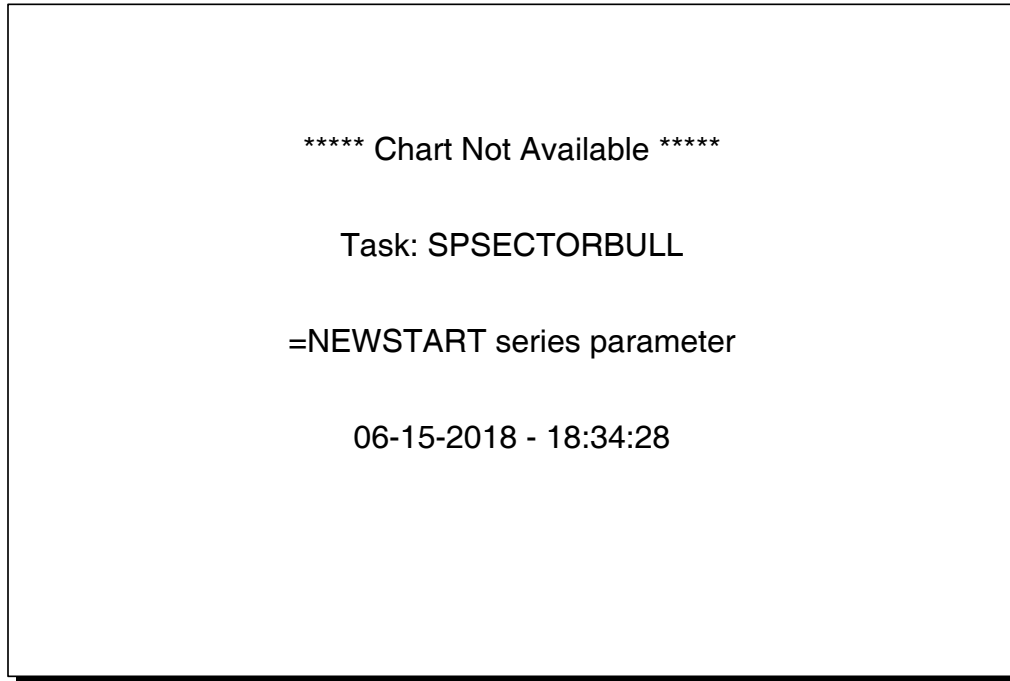 ***** Chart Not Available *****
Task: SPSECTORBULL
=NEWSTART series parameter
06-15-2018 - 18:34:28